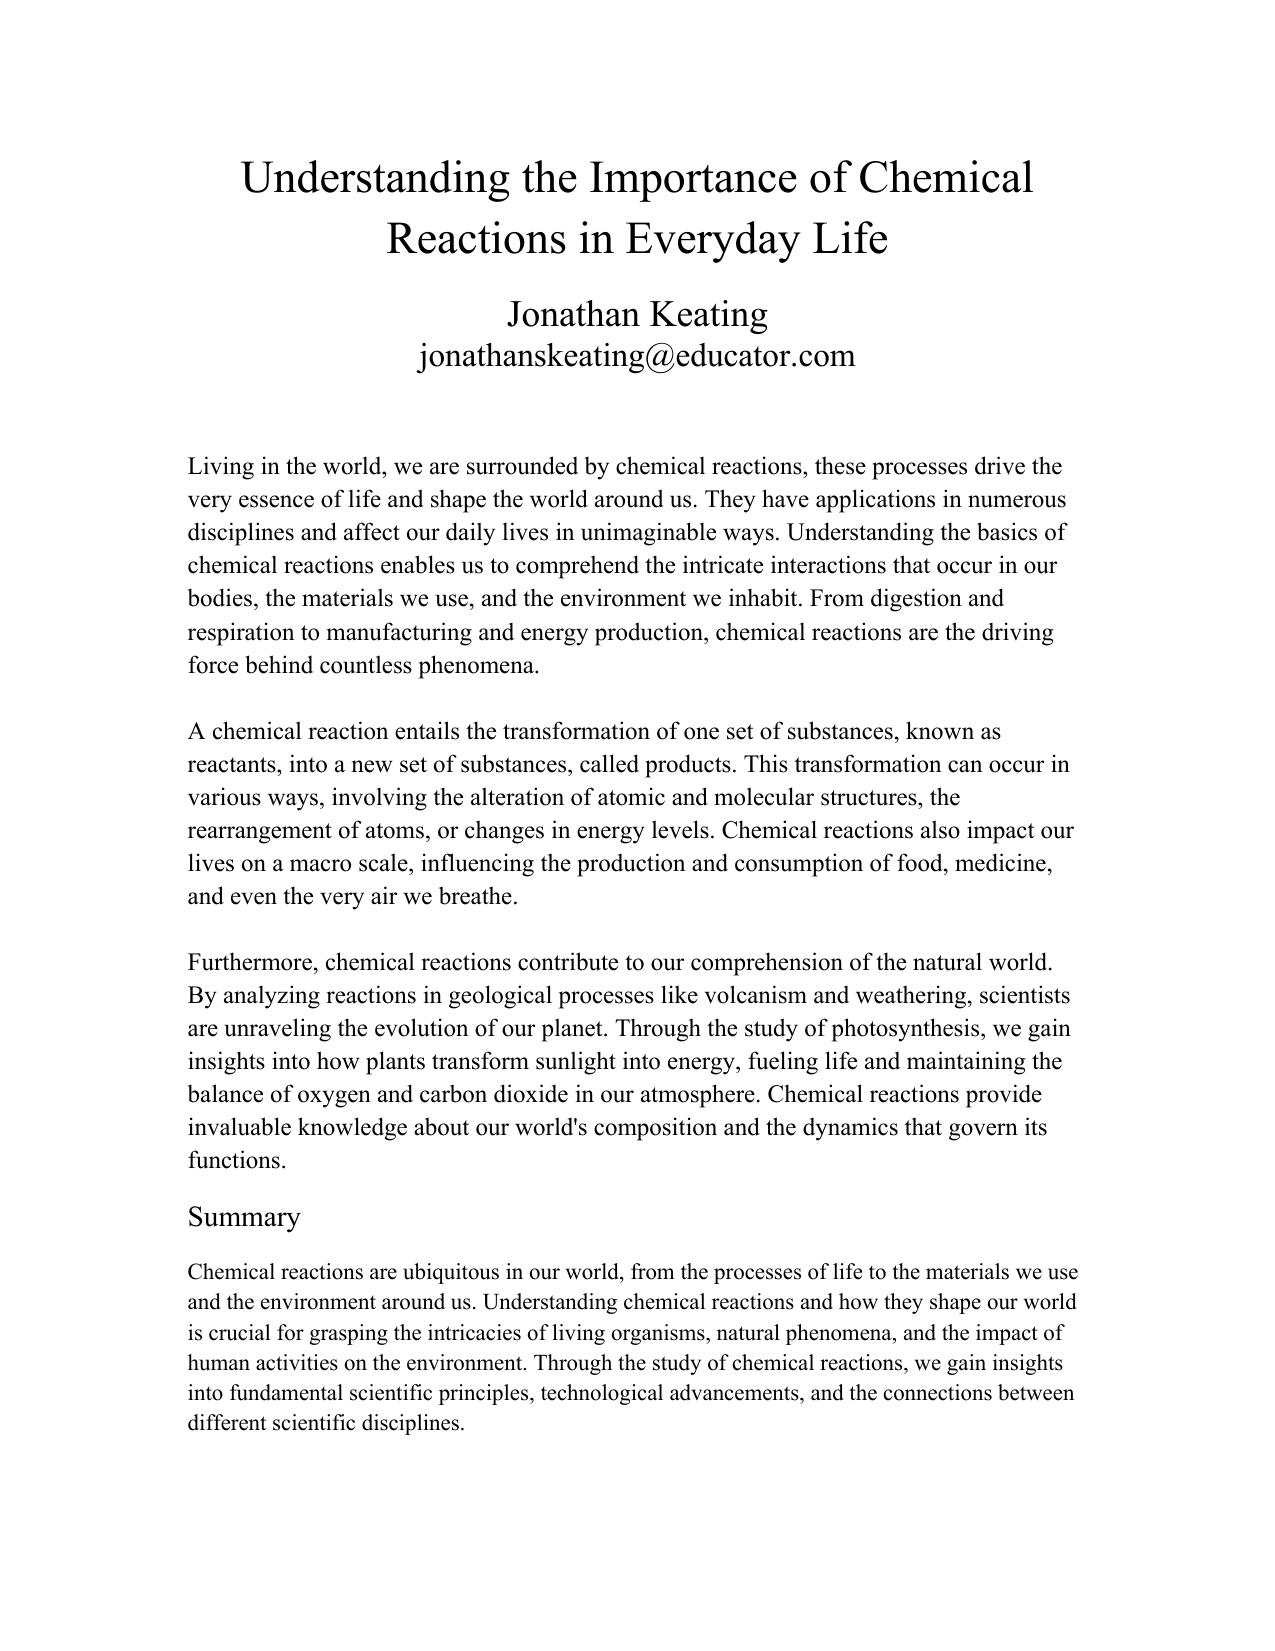 Understanding the Importance of Chemical
Reactions in Everyday Life
Jonathan Keating
jonathanskeating@educator.com
Living in the world, we are surrounded by chemical reactions, these processes drive the
very essence of life and shape the world around us. They have applications in numerous
disciplines and affect our daily lives in unimaginable ways. Understanding the basics of
chemical reactions enables us to comprehend the intricate interactions that occur in our
bodies, the materials we use, and the environment we inhabit. From digestion and
respiration to manufacturing and energy production, chemical reactions are the driving
force behind countless phenomena.
A chemical reaction entails the transformation of one set of substances, known as
reactants, into a new set of substances, called products. This transformation can occur in
various ways, involving the alteration of atomic and molecular structures, the
rearrangement of atoms, or changes in energy levels. Chemical reactions also impact our
lives on a macro scale, influencing the production and consumption of food, medicine,
and even the very air we breathe.
Furthermore, chemical reactions contribute to our comprehension of the natural world.
By analyzing reactions in geological processes like volcanism and weathering, scientists
are unraveling the evolution of our planet. Through the study of photosynthesis, we gain
insights into how plants transform sunlight into energy, fueling life and maintaining the
balance of oxygen and carbon dioxide in our atmosphere. Chemical reactions provide
invaluable knowledge about our world's composition and the dynamics that govern its
functions.
Summary
Chemical reactions are ubiquitous in our world, from the processes of life to the materials we use
and the environment around us. Understanding chemical reactions and how they shape our world
is crucial for grasping the intricacies of living organisms, natural phenomena, and the impact of
human activities on the environment. Through the study of chemical reactions, we gain insights
into fundamental scientific principles, technological advancements, and the connections between
different scientific disciplines.